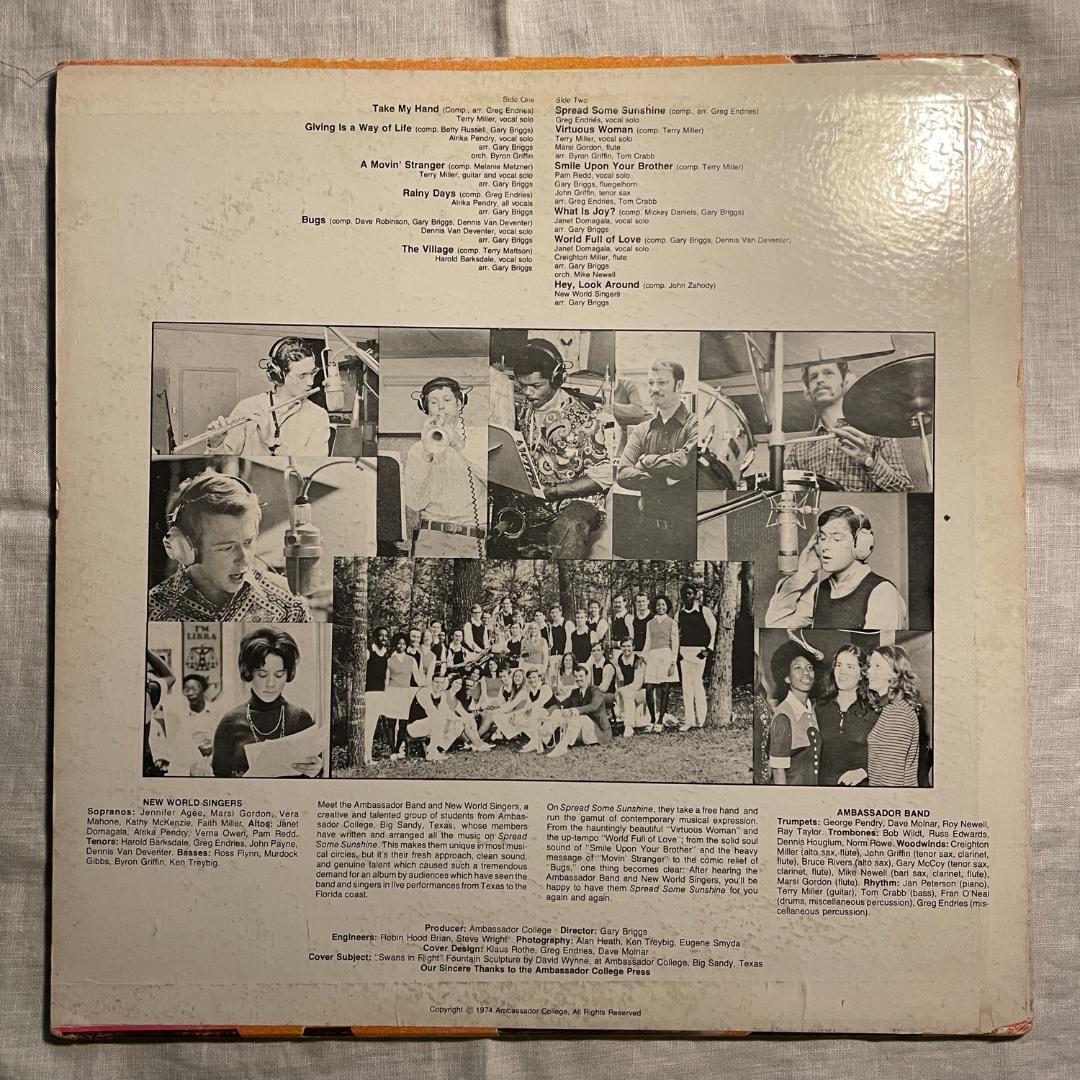 Side One
Take My Hand (Comp., arr. Greg Endries)
Terry Miller, vocal solo
Giving Is a Way of Life (comp. Betty Russell, Gary Briggs)
Alrika Pendry, vocal solo
arr. Gary Briggs
orch. Byron Griffin
A Movin' Stranger (comp. Melanie Metzner)
Terry Miller, guitar and vocal solo
arr. Gary Briggs
Rainy Days (comp. Greg Endries)
Alrika Pendry, all vocals
arr. Gary Briggs
Bugs (comp. Dave Robinson, Gary Briggs, Dennis Van Deventer)
Dennis Van Deventer, vocal solo
arr. Gary Briggs
The Village (comp. Terry Mattson)
Harold Barksdale, vocal solo
arr. Gary Briggs
Side Two
Spread Some Sunshine (comp., arr. Greg Endries)
Greg Endries, vocal solo
Virtuous Woman (comp. Terry Miller)
Terry Miller, vocal solo
Marsi Gordon, flute
arr. Byron Griffin, Tom Crabb
Smile Upon Your Brother (comp. Terry Miller)
Pam Redd, vocal solo
Gary Briggs, fluegelhorn
John Griffin, tenor sax
arr. Greg Endries, Tom Crabb
What Is Joy? (comp. Mickey Daniels, Gary Briggs)
Janet Domagala, vocal solo
arr. Gary Briggs
World Full of Love (comp. Gary Briggs, Dennis Van Deventer)
Janet Domagala, vocal solo
Creighton Miller, flute
arr. Gary Briggs
orch. Mike Newell
Hey, Look Around (comp. John Zahody)
New World Singers
arr. Gary Briggs
I'M
LIBRA
NEW WORLD SINGERS
Sopranos: Jennifer Agee, Marsi Gordon, Vera
Mahone, Kathy McKenzie, Faith Miller. Altos: Janet
Domagala, Alrika Pendry, Verna Owen, Pam Redd.
Tenors: Harold Barksdale, Greg Endries, John Payne,
Dennis Van Deventer. Basses: Ross Flynn, Murdock
Gibbs, Byron Griffin, Ken Treybig.
Meet the Ambassador Band and New World Singers, a
creative and talented group of students from Ambas-
sador College, Big Sandy, Texas, whose members
have written and arranged all the music on Spread
Some Sunshine. This makes them unique in most musi-
cal circles, but it's their fresh approach, clean sound,
and genuine talent which caused such a tremendous
demand for an album by audiences which have seen the
band and singers in live performances from Texas to the
Florida coast.
On Spread Some Sunshine, they take a free hand and
run the gamut of contemporary musical expression.
From the hauntingly beautiful "Virtuous Woman" and
the up-tempo "World Full of Love"; from the solid soul
sound of "Smile Upon Your Brother" and the heavy
message of "Movin' Stranger" to the comic relief of
"Bugs," one thing becomes clear: After hearing the
Ambassador Band and New World Singers, you'll be
happy to have them Spread Some Sunshine for you
again and again.
AMBASSADOR BAND
Trumpets: George Pendry, Dave Molnar, Roy Newell,
Ray Taylor. Trombones: Bob Wildt, Russ Edwards,
Dennis Houglum, Norm Rowe. Woodwinds: Creighton
Miller (alto sax, flute), John Griffin (tenor sax, clarinet,
flute), Bruce Rivers (alto sax), Gary McCoy (tenor sax,
clarinet, flute), Mike Newell (bari sax, clarinet, flute),
Marsi Gordon (flute). Rhythm: Jan Peterson (piano),
Terry Miller (guitar), Tom Crabb (bass), Fran O'Neal
(drums, miscellaneous percussion), Greg Endries (mis-
cellaneous percussion).
Producer: Ambassador College Director: Gary Briggs
Engineers: Robin Hood Brian, Steve Wright Photography: Alan Heath, Ken Treybig, Eugene Smyda
Cover Design: Klaus Rothe, Greg Endries, Dave Molnar
Cover Subject: "Swans in Flight" Fountain Sculpture by David Wynne, at Ambassador College, Big Sandy, Texas
Our Sincere Thanks to the Ambassador College Press
Copyright © 1974 Ambassador College, All Rights Reserved